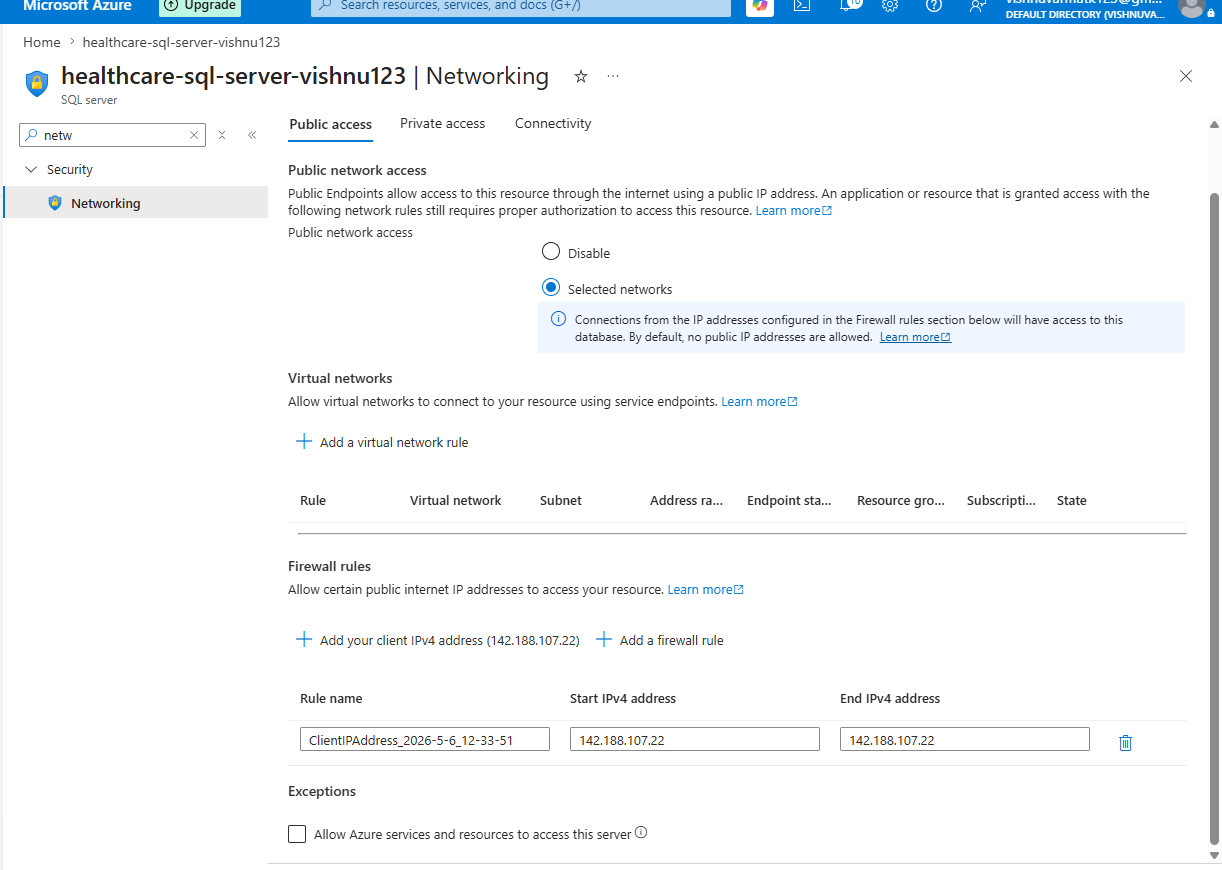 Microsoft Azure
Upgrade
Search resources, services, and docs (G+/)
10
DEFAULT DIRECTORY (VISHNUVA...
Home > healthcare-sql-server-vishnu123
healthcare-sql-server-vishnu123 | Networking
SQL server
netw
Security
Networking
Public access
Private access
Connectivity
Public network access
Public Endpoints allow access to this resource through the internet using a public IP address. An application or resource that is granted access with the
following network rules still requires proper authorization to access this resource. Learn more
Public network access
Disable
Selected networks
Connections from the IP addresses configured in the Firewall rules section below will have access to this
database. By default, no public IP addresses are allowed. Learn more
Virtual networks
Allow virtual networks to connect to your resource using service endpoints. Learn more
Add a virtual network rule
Rule Virtual network Subnet Address ra... Endpoint sta... Resource gro... Subscripti... State
Firewall rules
Allow certain public internet IP addresses to access your resource. Learn more
Add your client IPv4 address (142.188.107.22) Add a firewall rule
Rule name Start IPv4 address End IPv4 address
ClientIPAddress_2026-5-6_12-33-51 142.188.107.22 142.188.107.22
Exceptions
Allow Azure services and resources to access this server